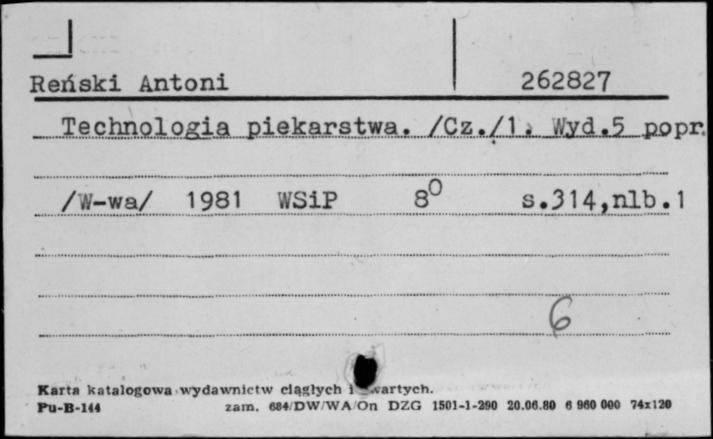 Reński Antoni 262827
Technologia piekarstwa. /Cz./1. Wyd.5 popr.
/W-wa/ 1981 WSiP 8° s.314,nlb.1
6
Karta katalogowa wydawnictw ciągłych i
Pu-B-144 zam. 684/DW/WA/On DZG 1501-1-290 20.06.80 6 960 000 74x120